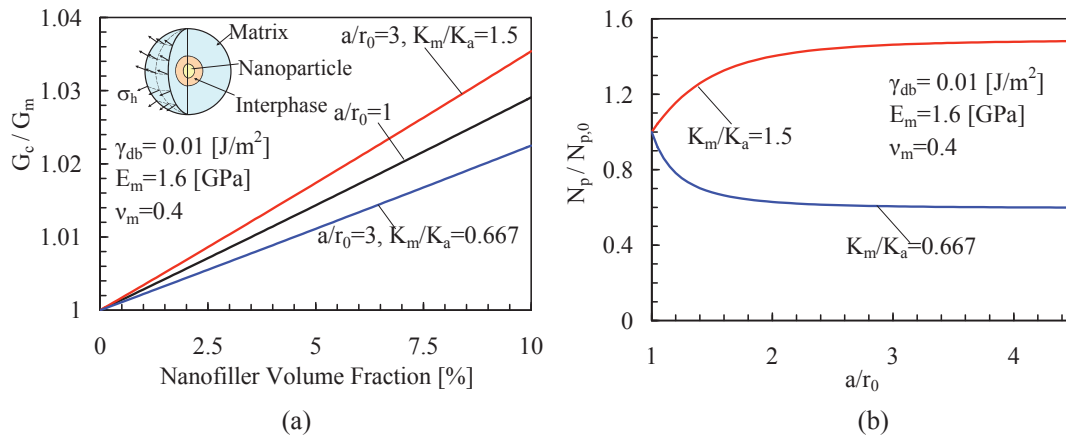 1.04
1.03
1.02
1.01
1
G_c / G_m
Matrix
Nanoparticle
Interphase
σ_h
a/r_0=3, K_m/K_a=1.5
a/r_0=1
γ_db= 0.01 [J/m^2]
E_m=1.6 [GPa]
ν_m=0.4
a/r_0=3, K_m/K_a=0.667
0 2.5 5 7.5 10
Nanofiller Volume Fraction [%]
(a)
1.6
1.2
0.8
0.4
0
N_p / N_p,0
γ_db= 0.01 [J/m^2]
E_m=1.6 [GPa]
ν_m=0.4
K_m/K_a=1.5
K_m/K_a=0.667
1 2 3 4
a/r_0
(b)